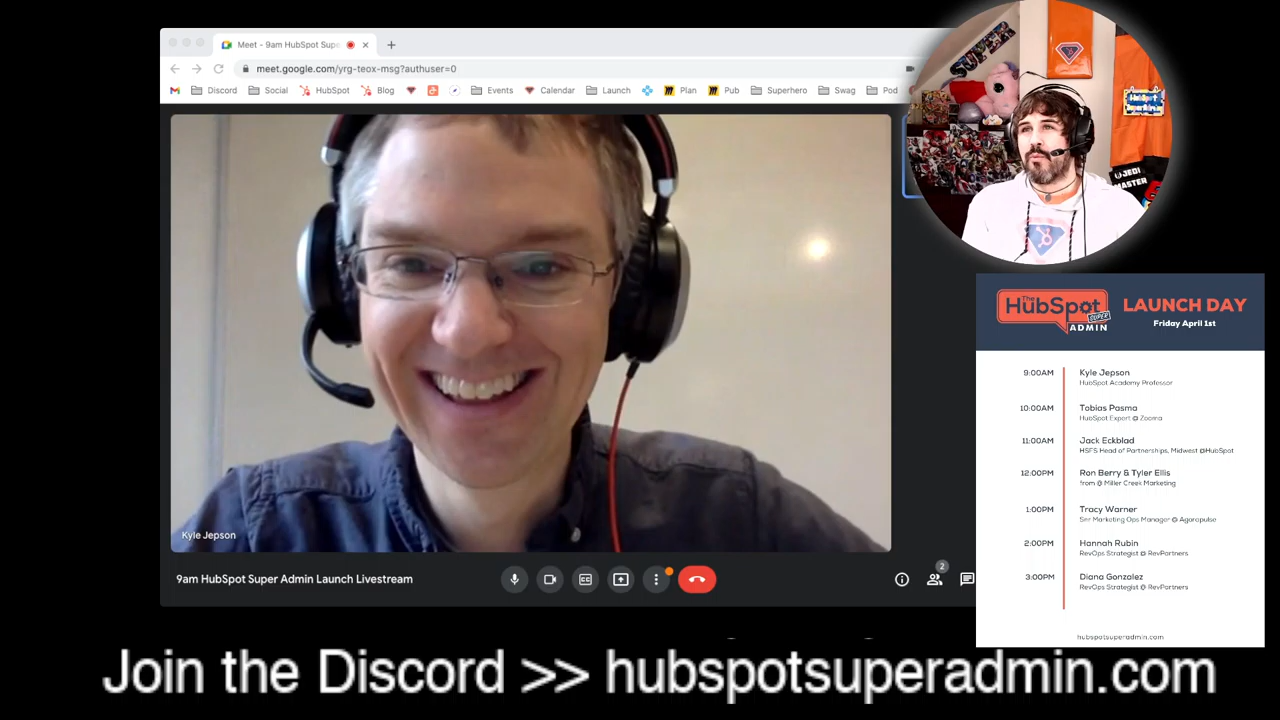 Meet - 9am HubSpot Supe
meet.google.com/yrg-teox-msg?authuser=0
Discord Social HubSpot Blog Events Calendar Launch Plan Pub Superhero Swag Pod
JEDI
MASTER
Kyle Jepson
9am HubSpot Super Admin Launch Livestream
CC
2
The
HubSpot
SUPER
ADMIN
LAUNCH DAY
Friday April 1st
9:00AM Kyle Jepson
HubSpot Academy Professor
10:00AM Tobias Pasma
HubSpot Expert @ Zooma
11:00AM Jack Eckblad
HSFS Head of Partnerships, Midwest @HubSpot
12:00PM Ron Berry & Tyler Ellis
from @ Miller Creek Marketing
1:00PM Tracy Warner
Snr Marketing Ops Manager @ Agorapulse
2:00PM Hannah Rubin
RevOps Strategist @ RevPartners
3:00PM Diana Gonzalez
RevOps Strategist @ RevPartners
hubspotsuperadmin.com
Join the Discord >> hubspotsuperadmin.com